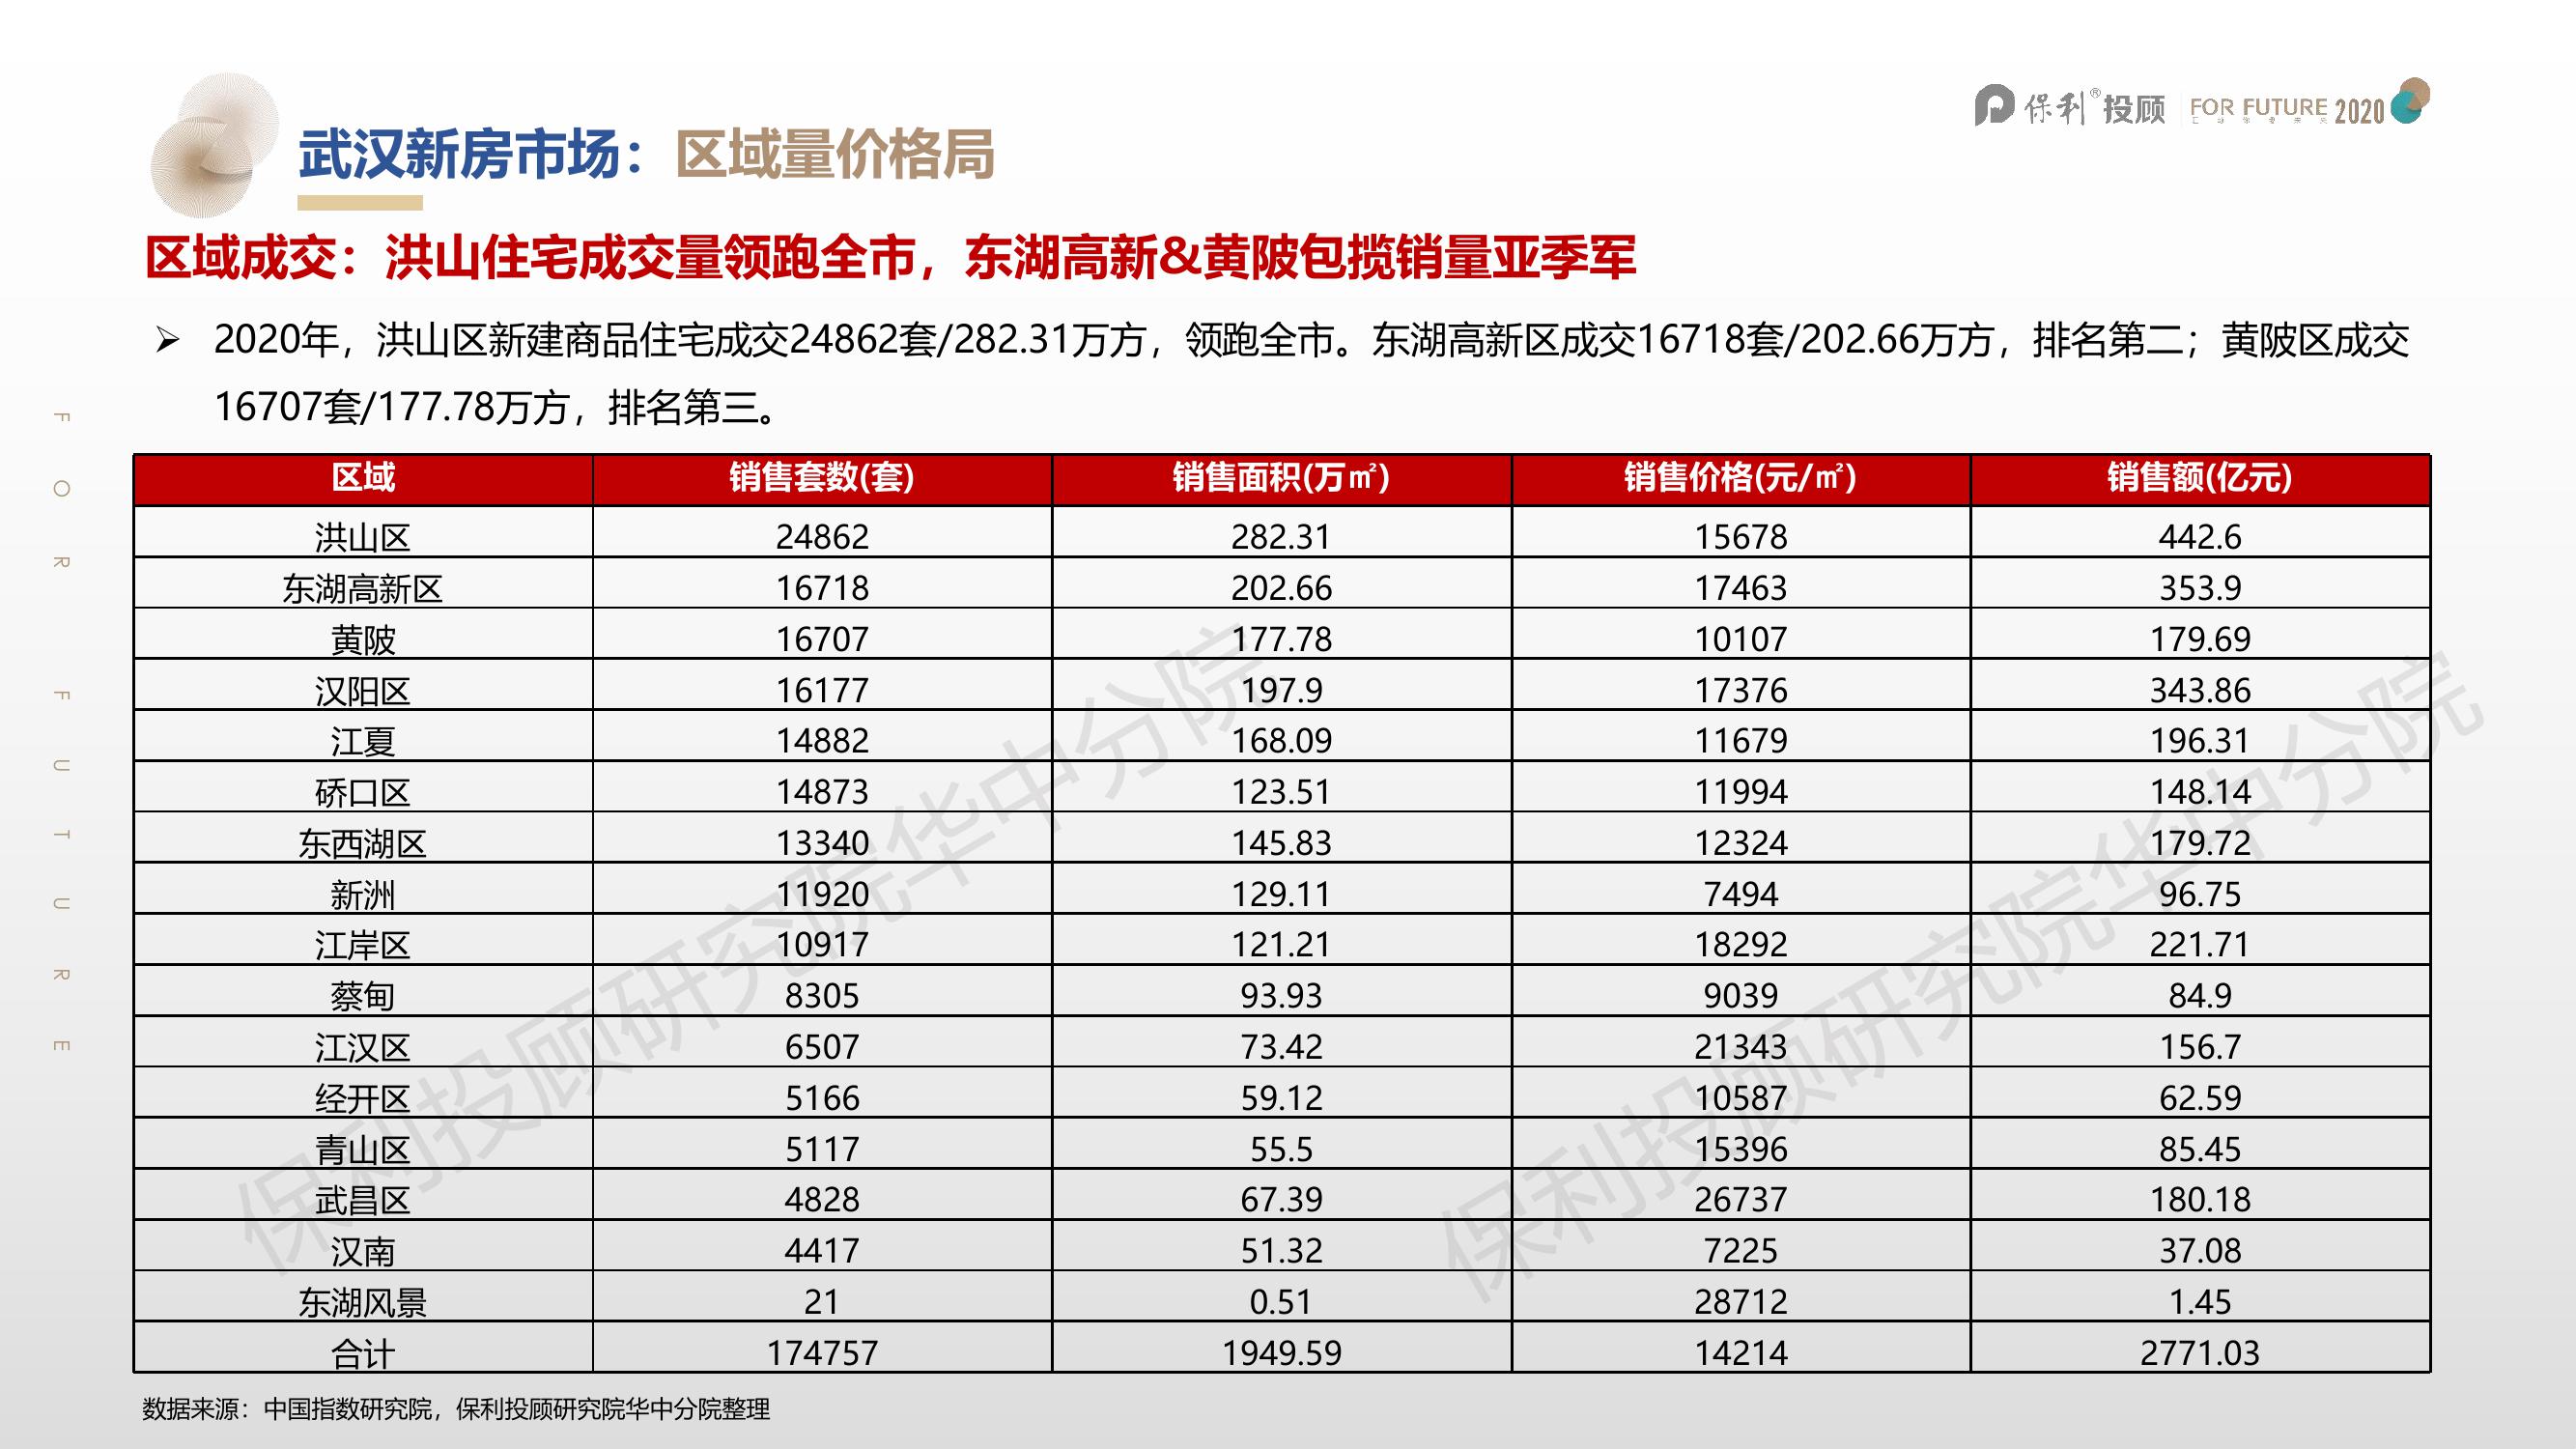 保利®投顾 FOR FUTURE 2020
武汉新房市场：区域量价格局
区域成交：洪山住宅成交量领跑全市，东湖高新&黄陂包揽销量亚季军
➢ 2020年，洪山区新建商品住宅成交24862套/282.31万方，领跑全市。东湖高新区成交16718套/202.66万方，排名第二；黄陂区成交
16707套/177.78万方，排名第三。
FOR FUTURE
区域 销售套数(套) 销售面积(万㎡) 销售价格(元/㎡) 销售额(亿元)
洪山区 24862 282.31 15678 442.6
东湖高新区 16718 202.66 17463 353.9
黄陂 16707 177.78 10107 179.69
汉阳区 16177 197.9 17376 343.86
江夏 14882 168.09 11679 196.31
硚口区 14873 123.51 11994 148.14
东西湖区 13340 145.83 12324 179.72
新洲 11920 129.11 7494 96.75
江岸区 10917 121.21 18292 221.71
蔡甸 8305 93.93 9039 84.9
江汉区 6507 73.42 21343 156.7
经开区 5166 59.12 10587 62.59
青山区 5117 55.5 15396 85.45
武昌区 4828 67.39 26737 180.18
汉南 4417 51.32 7225 37.08
东湖风景 21 0.51 28712 1.45
合计 174757 1949.59 14214 2771.03
保利投顾研究院华中分院
保利投顾研究院华中分院
数据来源：中国指数研究院，保利投顾研究院华中分院整理